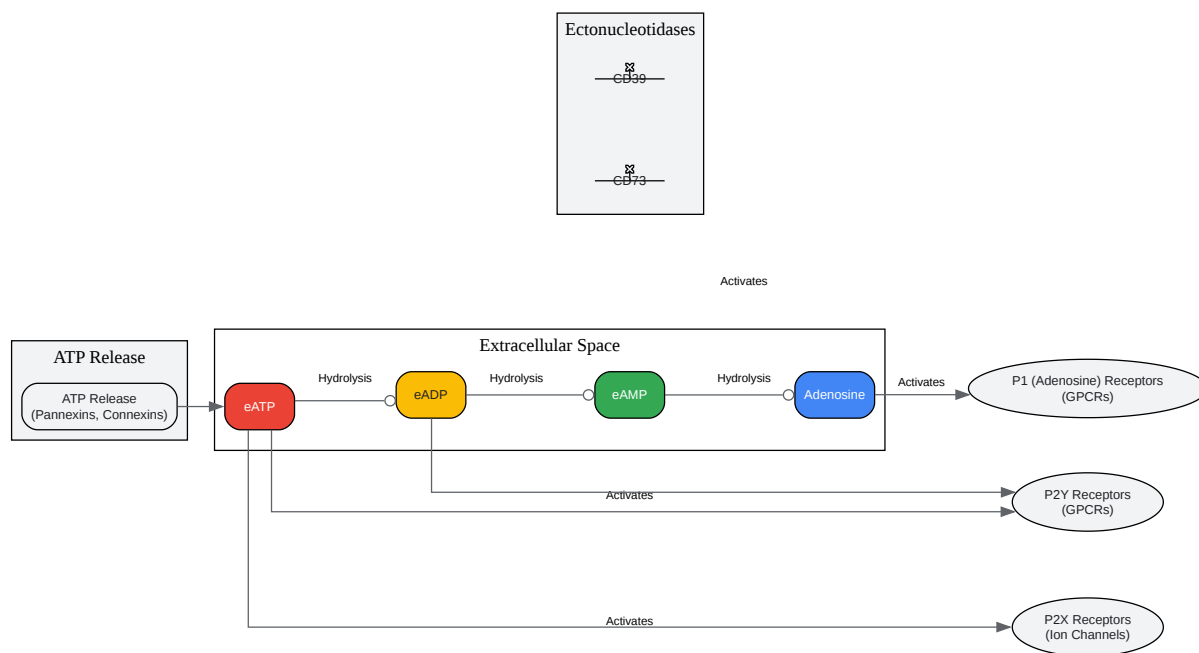 Ectonucleotidases
CD39
CD73
Activates
ATP Release
ATP Release
(Pannexins, Connexins)
Extracellular Space
eATP
Hydrolysis
eADP
Hydrolysis
eAMP
Hydrolysis
Adenosine
Activates
P1 (Adenosine) Receptors
(GPCRs)
Activates
P2Y Receptors
(GPCRs)
Activates
P2X Receptors
(Ion Channels)